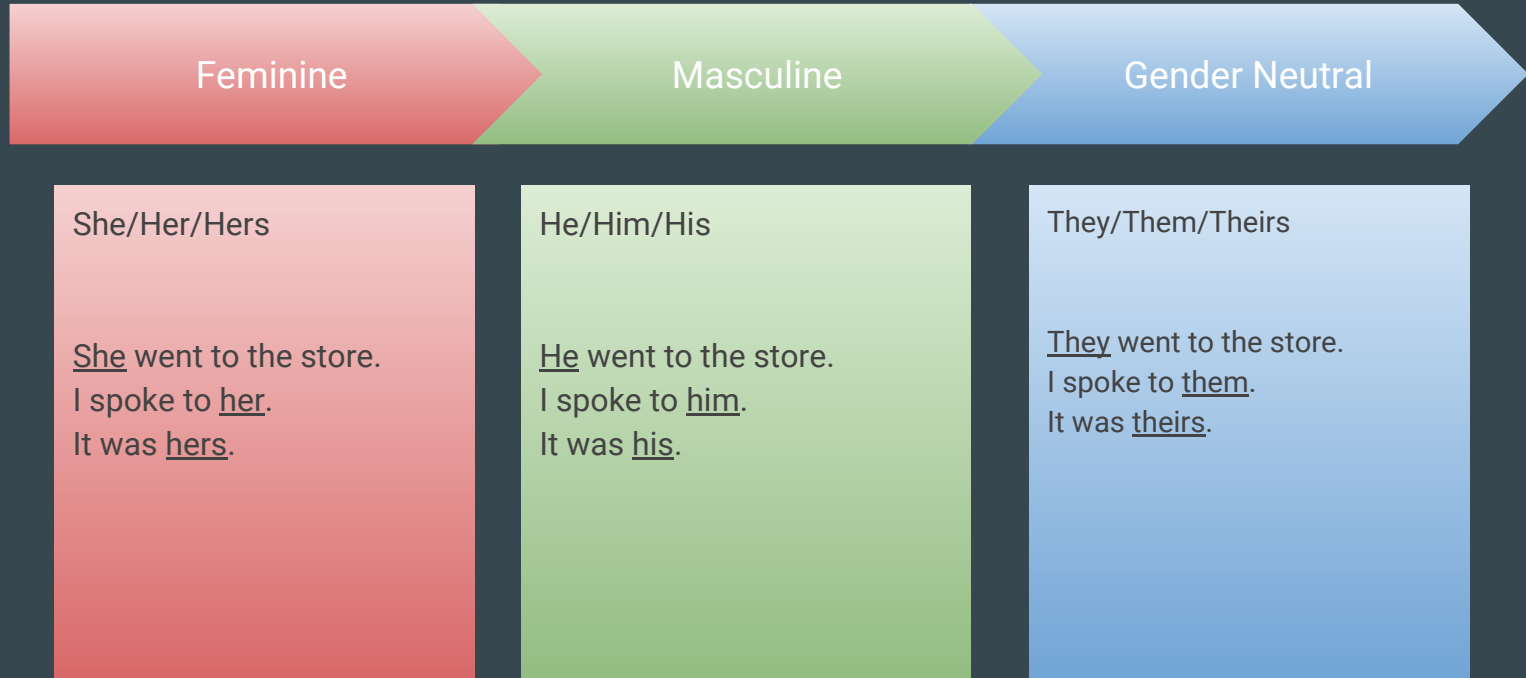 Feminine
Masculine
Gender Neutral
She/Her/Hers
She went to the store.
I spoke to her.
It was hers.
He/Him/His
He went to the store.
I spoke to him.
It was his.
They/Them/Theirs
They went to the store.
I spoke to them.
It was theirs.